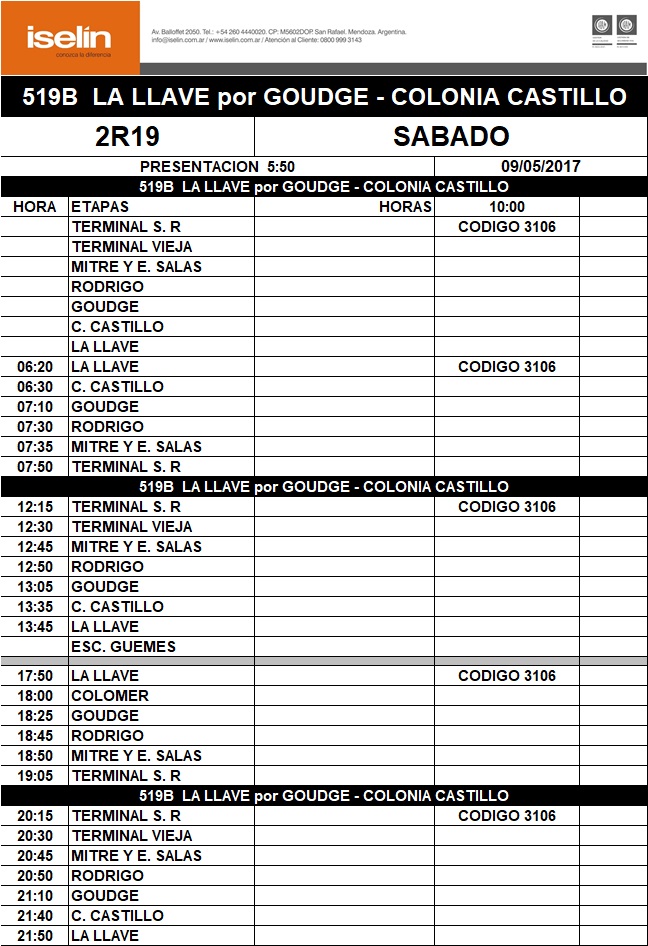 iselín
conozca la diferencia
Av. Balloffet 2050. Tel.: +54 260 4440020. CP: M5602DOP. San Rafael. Mendoza. Argentina.
info@iselin.com.ar / www.iselin.com.ar / Atención al Cliente: 0800 999 3143
519B LA LLAVE por GOUDGE - COLONIA CASTILLO
2R19 SABADO
PRESENTACION 5:50 09/05/2017
519B LA LLAVE por GOUDGE - COLONIA CASTILLO
HORA ETAPAS HORAS 10:00
TERMINAL S. R CODIGO 3106
TERMINAL VIEJA
MITRE Y E. SALAS
RODRIGO
GOUDGE
C. CASTILLO
LA LLAVE
06:20 LA LLAVE CODIGO 3106
06:30 C. CASTILLO
07:10 GOUDGE
07:30 RODRIGO
07:35 MITRE Y E. SALAS
07:50 TERMINAL S. R
519B LA LLAVE por GOUDGE - COLONIA CASTILLO
12:15 TERMINAL S. R CODIGO 3106
12:30 TERMINAL VIEJA
12:45 MITRE Y E. SALAS
12:50 RODRIGO
13:05 GOUDGE
13:35 C. CASTILLO
13:45 LA LLAVE
ESC. GUEMES
17:50 LA LLAVE CODIGO 3106
18:00 COLOMER
18:25 GOUDGE
18:45 RODRIGO
18:50 MITRE Y E. SALAS
19:05 TERMINAL S. R
519B LA LLAVE por GOUDGE - COLONIA CASTILLO
20:15 TERMINAL S. R CODIGO 3106
20:30 TERMINAL VIEJA
20:45 MITRE Y E. SALAS
20:50 RODRIGO
21:10 GOUDGE
21:40 C. CASTILLO
21:50 LA LLAVE